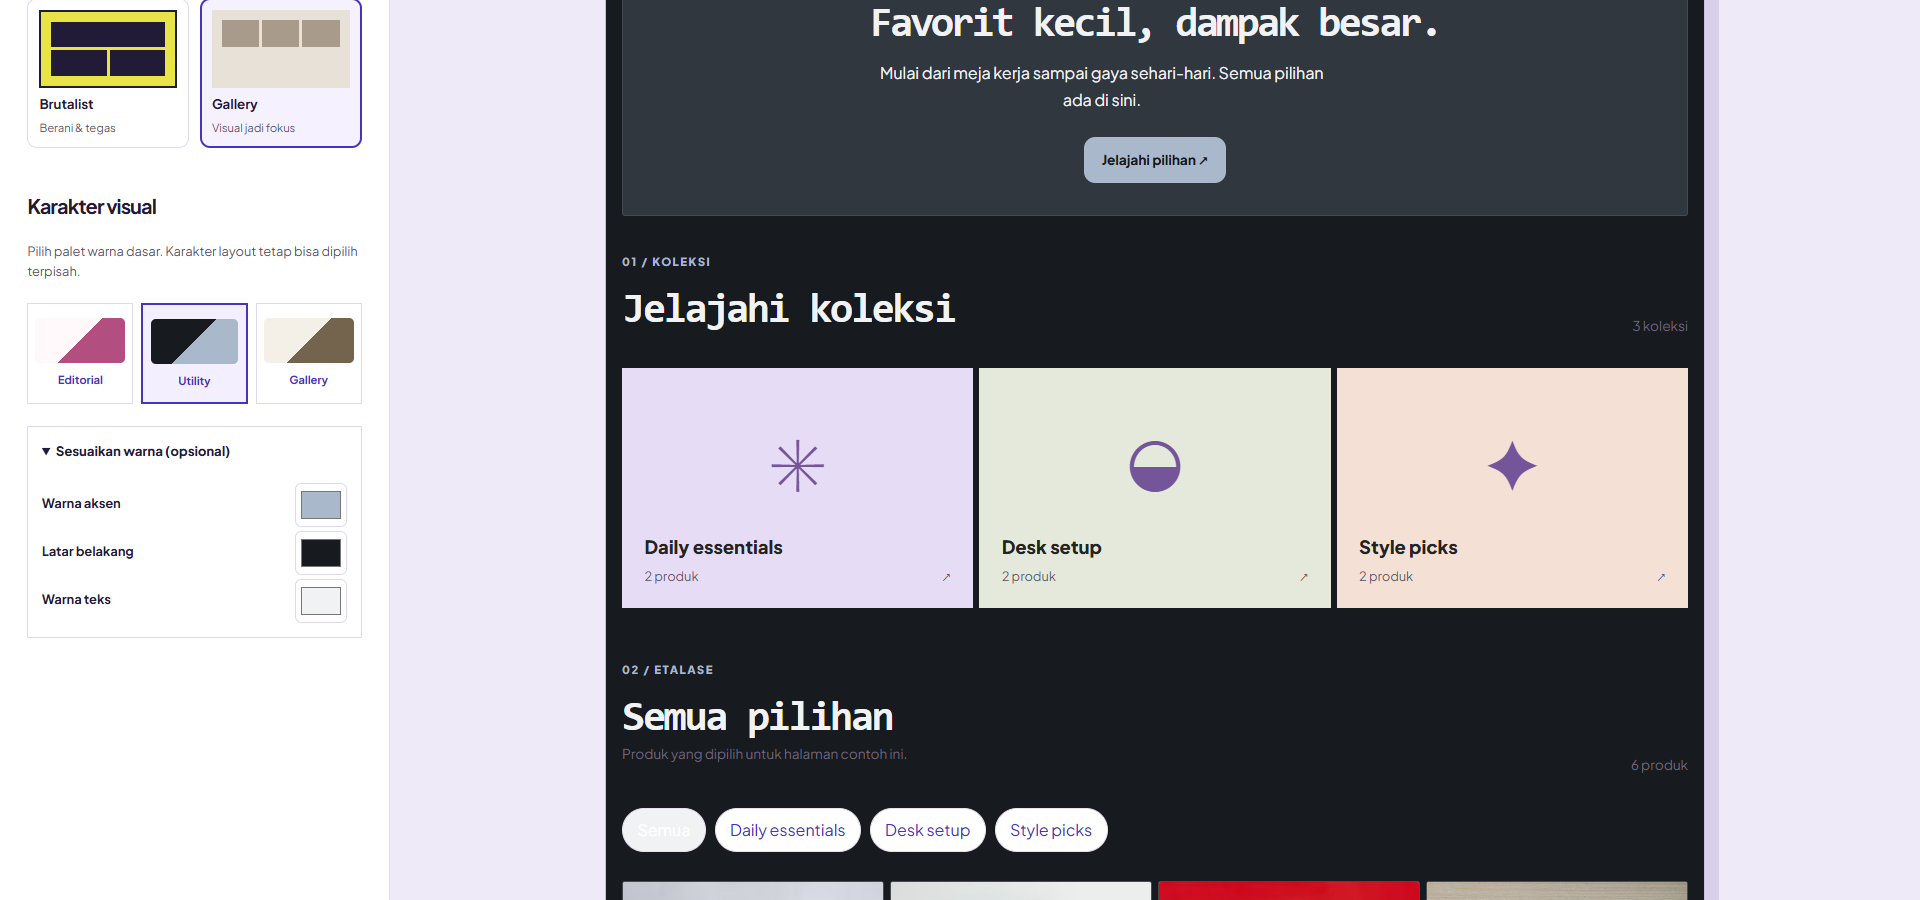 Brutalist
Berani & tegas
Gallery
Visual jadi fokus
Karakter visual
Pilih palet warna dasar. Karakter layout tetap bisa dipilih
terpisah.
Editorial
Utility
Gallery
▼ Sesuaikan warna (opsional)
Warna aksen
Latar belakang
Warna teks
Favorit kecil, dampak besar.
Mulai dari meja kerja sampai gaya sehari-hari. Semua pilihan
ada di sini.
Jelajahi pilihan ↗
01 / KOLEKSI
Jelajahi koleksi
3 koleksi
Daily essentials
2 produk ↗
Desk setup
2 produk ↗
Style picks
2 produk ↗
02 / ETALASE
Semua pilihan
Produk yang dipilih untuk halaman contoh ini.
6 produk
Semua
Daily essentials
Desk setup
Style picks